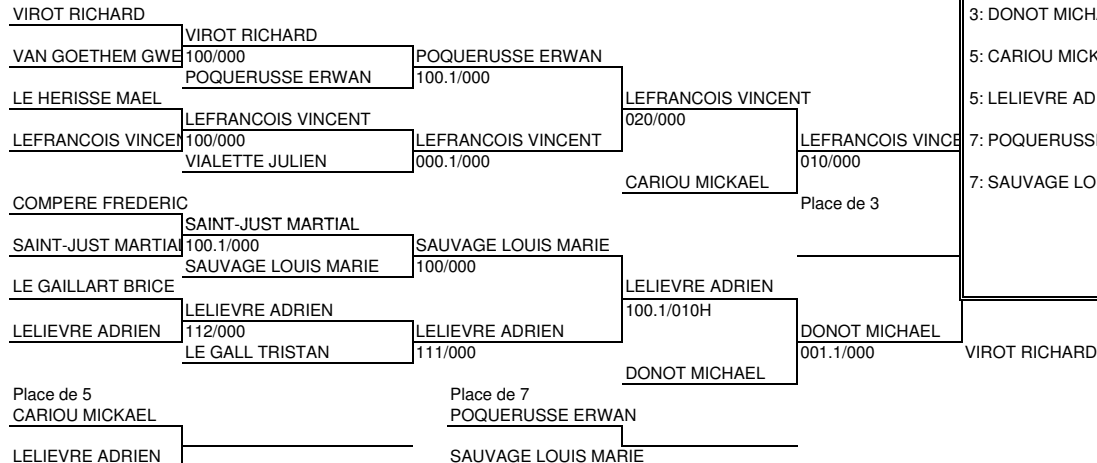 VIROT RICHARD
3: DONOT MICHA
VIROT RICHARD
VAN GOETHEM GWE 100/000 POQUERUSSE ERWAN 5: CARIOU MICK
POQUERUSSE ERWAN 100.1/000
LE HERISSE MAEL LEFRANCOIS VINCENT 5: LELIEVRE AD
LEFRANCOIS VINCENT 020/000
LEFRANCOIS VINCEN 100/000 LEFRANCOIS VINCENT LEFRANCOIS VINCE 7: POQUERUSSE
VIALETTE JULIEN 000.1/000 010/000
CARIOU MICKAEL 7: SAUVAGE LO
COMPERE FREDERIC Place de 3
SAINT-JUST MARTIAL
SAINT-JUST MARTIAL 100.1/000 SAUVAGE LOUIS MARIE
SAUVAGE LOUIS MARIE 100/000
LE GAILLART BRICE LELIEVRE ADRIEN
LELIEVRE ADRIEN 100.1/010H
LELIEVRE ADRIEN 112/000 LELIEVRE ADRIEN DONOT MICHAEL
LE GALL TRISTAN 111/000 001.1/000 VIROT RICHARD
DONOT MICHAEL
Place de 5 Place de 7
CARIOU MICKAEL POQUERUSSE ERWAN
LELIEVRE ADRIEN SAUVAGE LOUIS MARIE